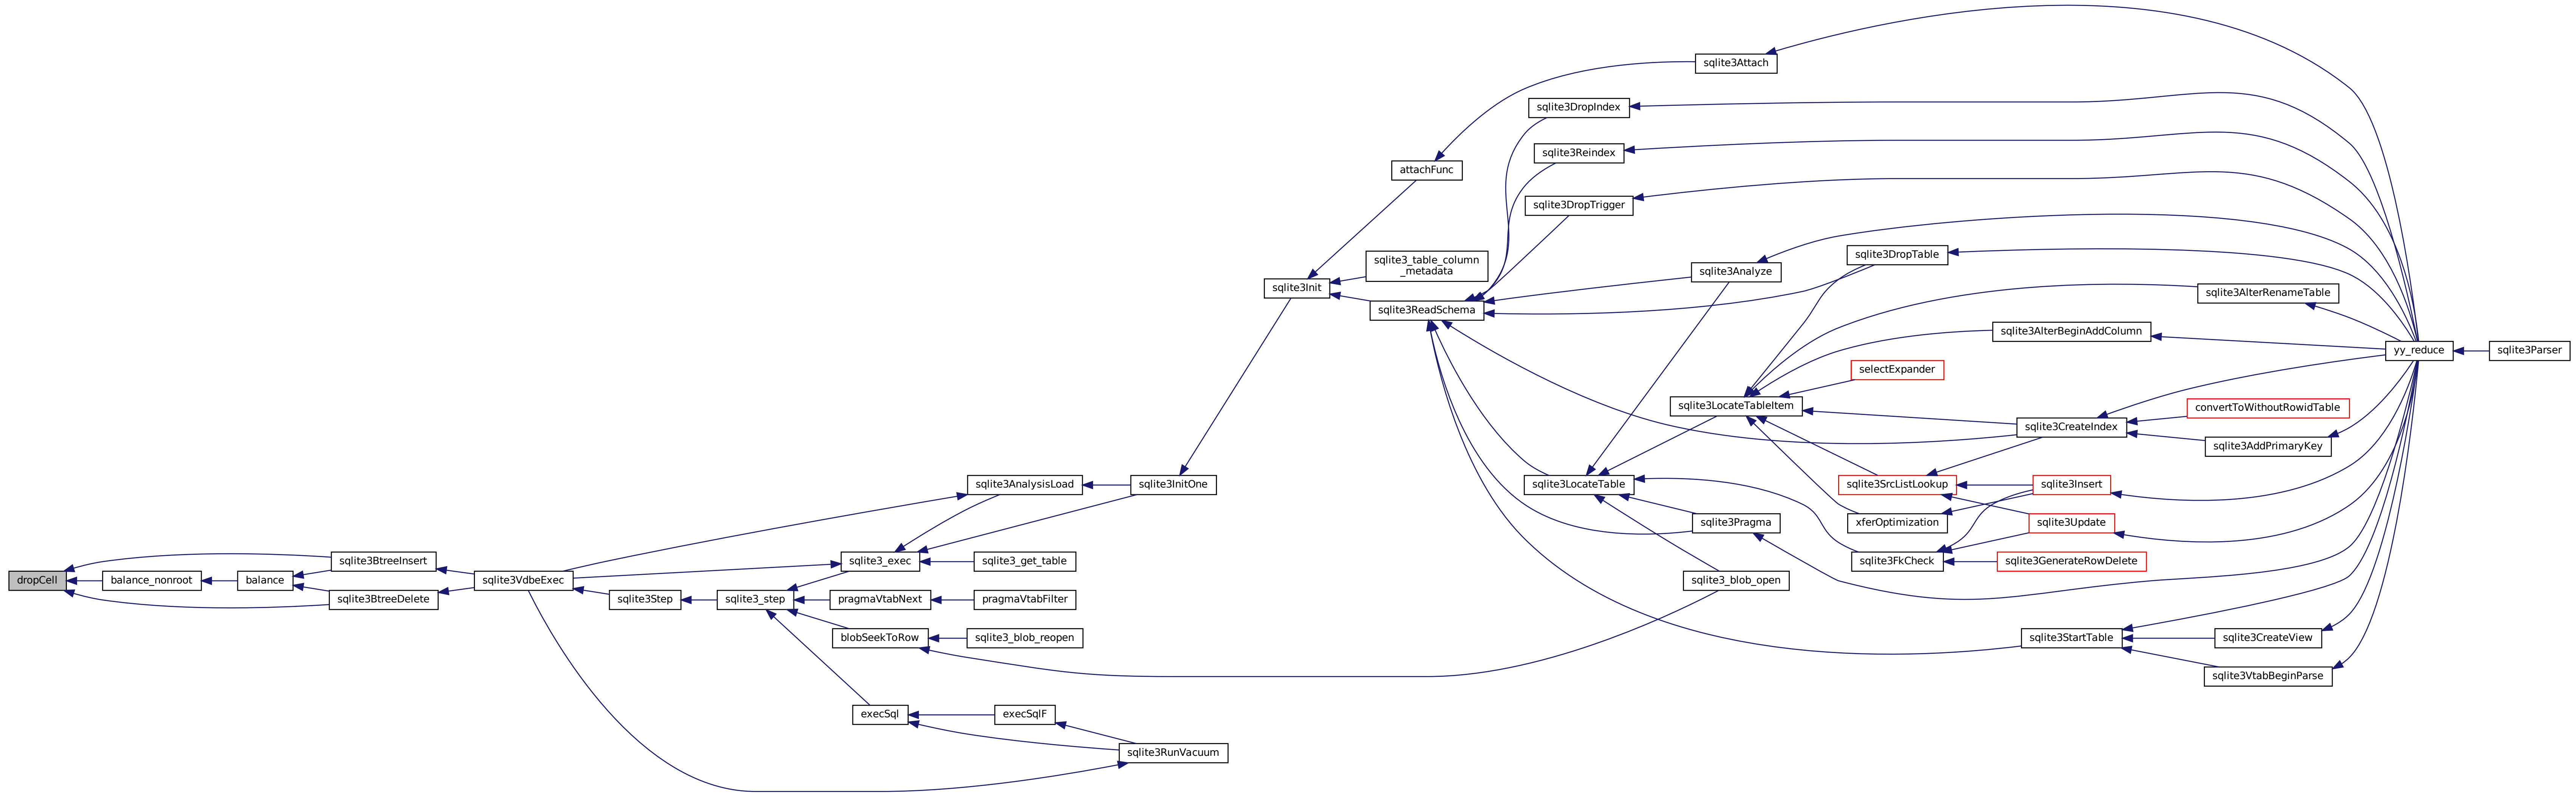 dropCell
balance_nonroot
balance
sqlite3BtreeInsert
sqlite3BtreeDelete
sqlite3VdbeExec
sqlite3Step
sqlite3_step
sqlite3_exec
pragmaVtabNext
blobSeekToRow
execSql
sqlite3AnalysisLoad
sqlite3_get_table
pragmaVtabFilter
sqlite3_blob_reopen
execSqlF
sqlite3InitOne
sqlite3RunVacuum
sqlite3Init
attachFunc
sqlite3_table_column
_metadata
sqlite3ReadSchema
sqlite3DropIndex
sqlite3Reindex
sqlite3DropTrigger
sqlite3LocateTable
sqlite3Attach
sqlite3Analyze
sqlite3LocateTableItem
sqlite3Pragma
sqlite3_blob_open
sqlite3DropTable
selectExpander
sqlite3SrcListLookup
xferOptimization
sqlite3FkCheck
sqlite3AlterBeginAddColumn
sqlite3CreateIndex
sqlite3Insert
sqlite3Update
sqlite3GenerateRowDelete
sqlite3StartTable
sqlite3AlterRenameTable
convertToWithoutRowidTable
sqlite3AddPrimaryKey
sqlite3CreateView
sqlite3VtabBeginParse
yy_reduce
sqlite3Parser